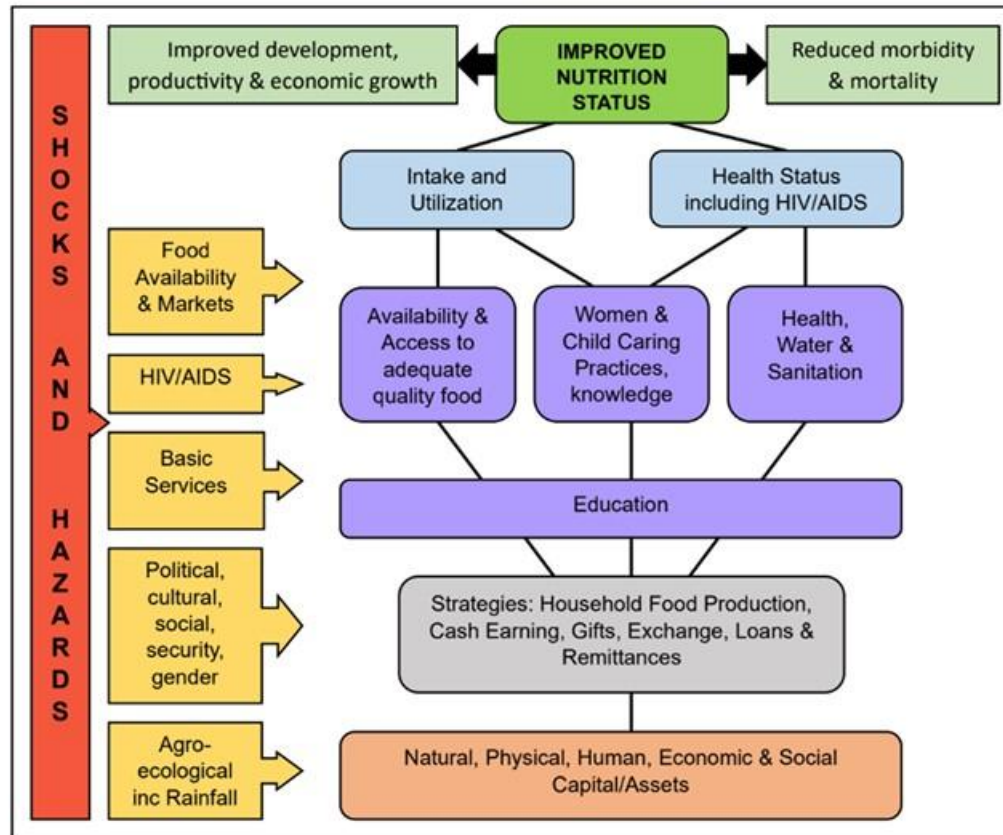 SHOCKS AND HAZARDS
Improved development,
productivity & economic growth
IMPROVED
NUTRITION
STATUS
Reduced morbidity
& mortality
Intake and
Utilization
Health Status
including HIV/AIDS
Food
Availability
& Markets
HIV/AIDS
Basic
Services
Political,
cultural,
social,
security,
gender
Agro-
ecological
inc Rainfall
Availability &
Access to
adequate
quality food
Women &
Child Caring
Practices,
knowledge
Health,
Water &
Sanitation
Education
Strategies: Household Food Production,
Cash Earning, Gifts, Exchange, Loans &
Remittances
Natural, Physical, Human, Economic & Social
Capital/Assets